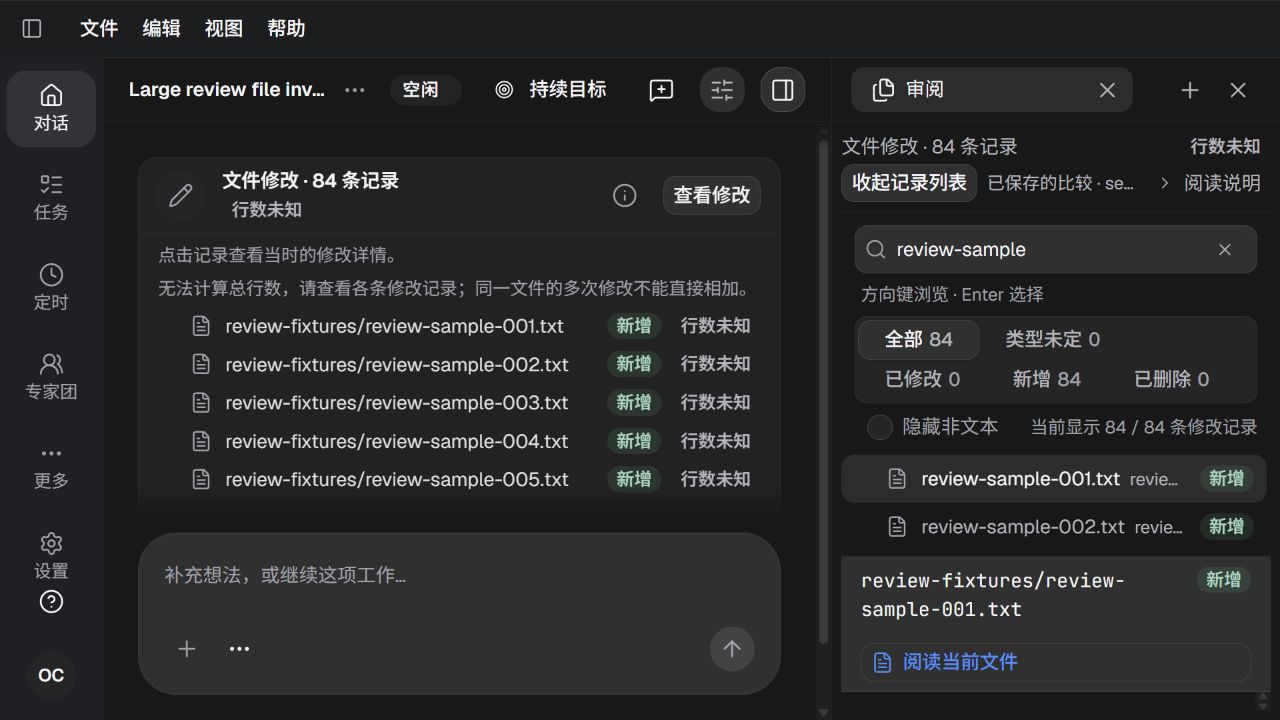 文件 编辑 视图 帮助
对话
任务
定时
专家团
更多
设置
OC
Large review file inv... 空闲 持续目标
文件修改 · 84 条记录
行数未知
查看修改
点击记录查看当时的修改详情。
无法计算总行数，请查看各条修改记录；同一文件的多次修改不能直接相加。
review-fixtures/review-sample-001.txt 新增 行数未知
review-fixtures/review-sample-002.txt 新增 行数未知
review-fixtures/review-sample-003.txt 新增 行数未知
review-fixtures/review-sample-004.txt 新增 行数未知
review-fixtures/review-sample-005.txt 新增 行数未知
补充想法，或继续这项工作...
审阅
文件修改 · 84 条记录 行数未知
收起记录列表 已保存的比较 · se... 阅读说明
review-sample
方向键浏览 · Enter 选择
全部 84 类型未定 0
已修改 0 新增 84 已删除 0
隐藏非文本 当前显示 84 / 84 条修改记录
review-sample-001.txt revie... 新增
review-sample-002.txt revie... 新增
review-fixtures/review- 新增
sample-001.txt
阅读当前文件